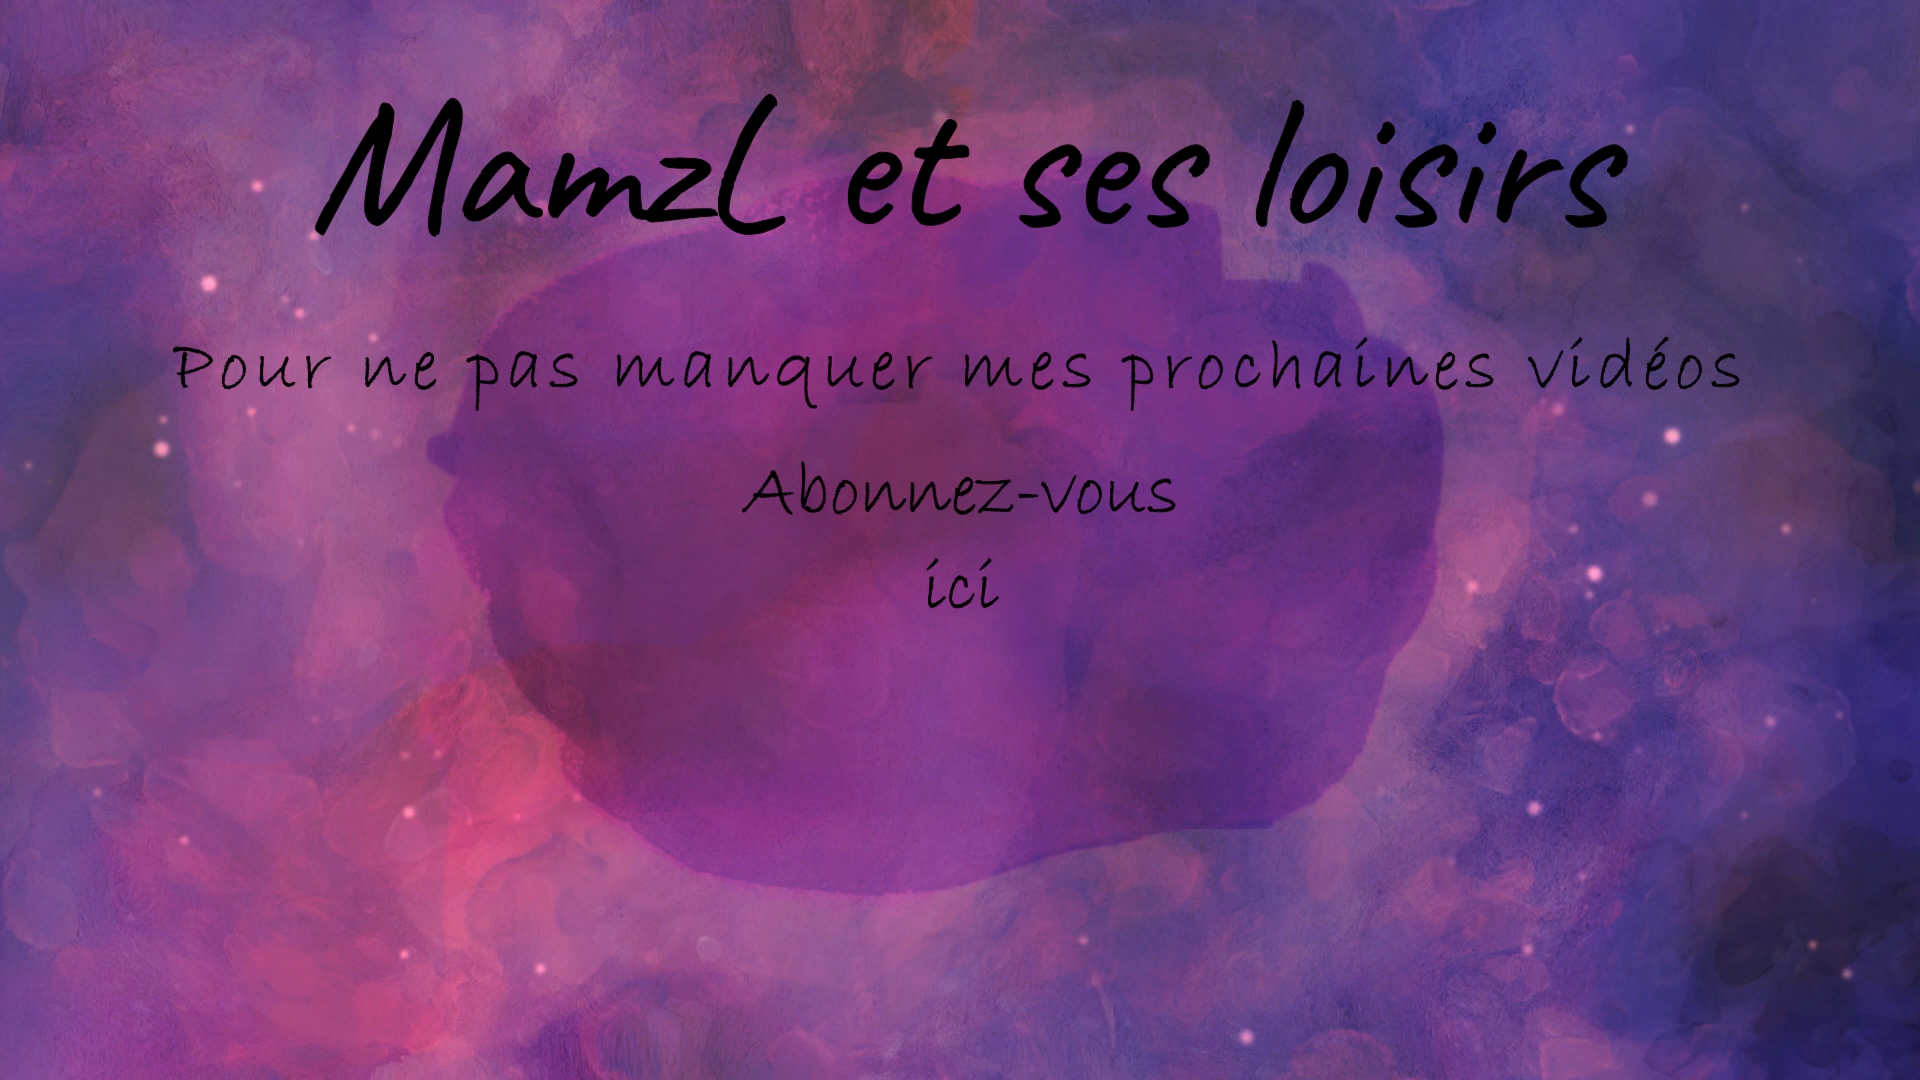 MamzL et ses loisirs
Pour ne pas manquer mes prochaines vidéos
Abonnez-vous
ici